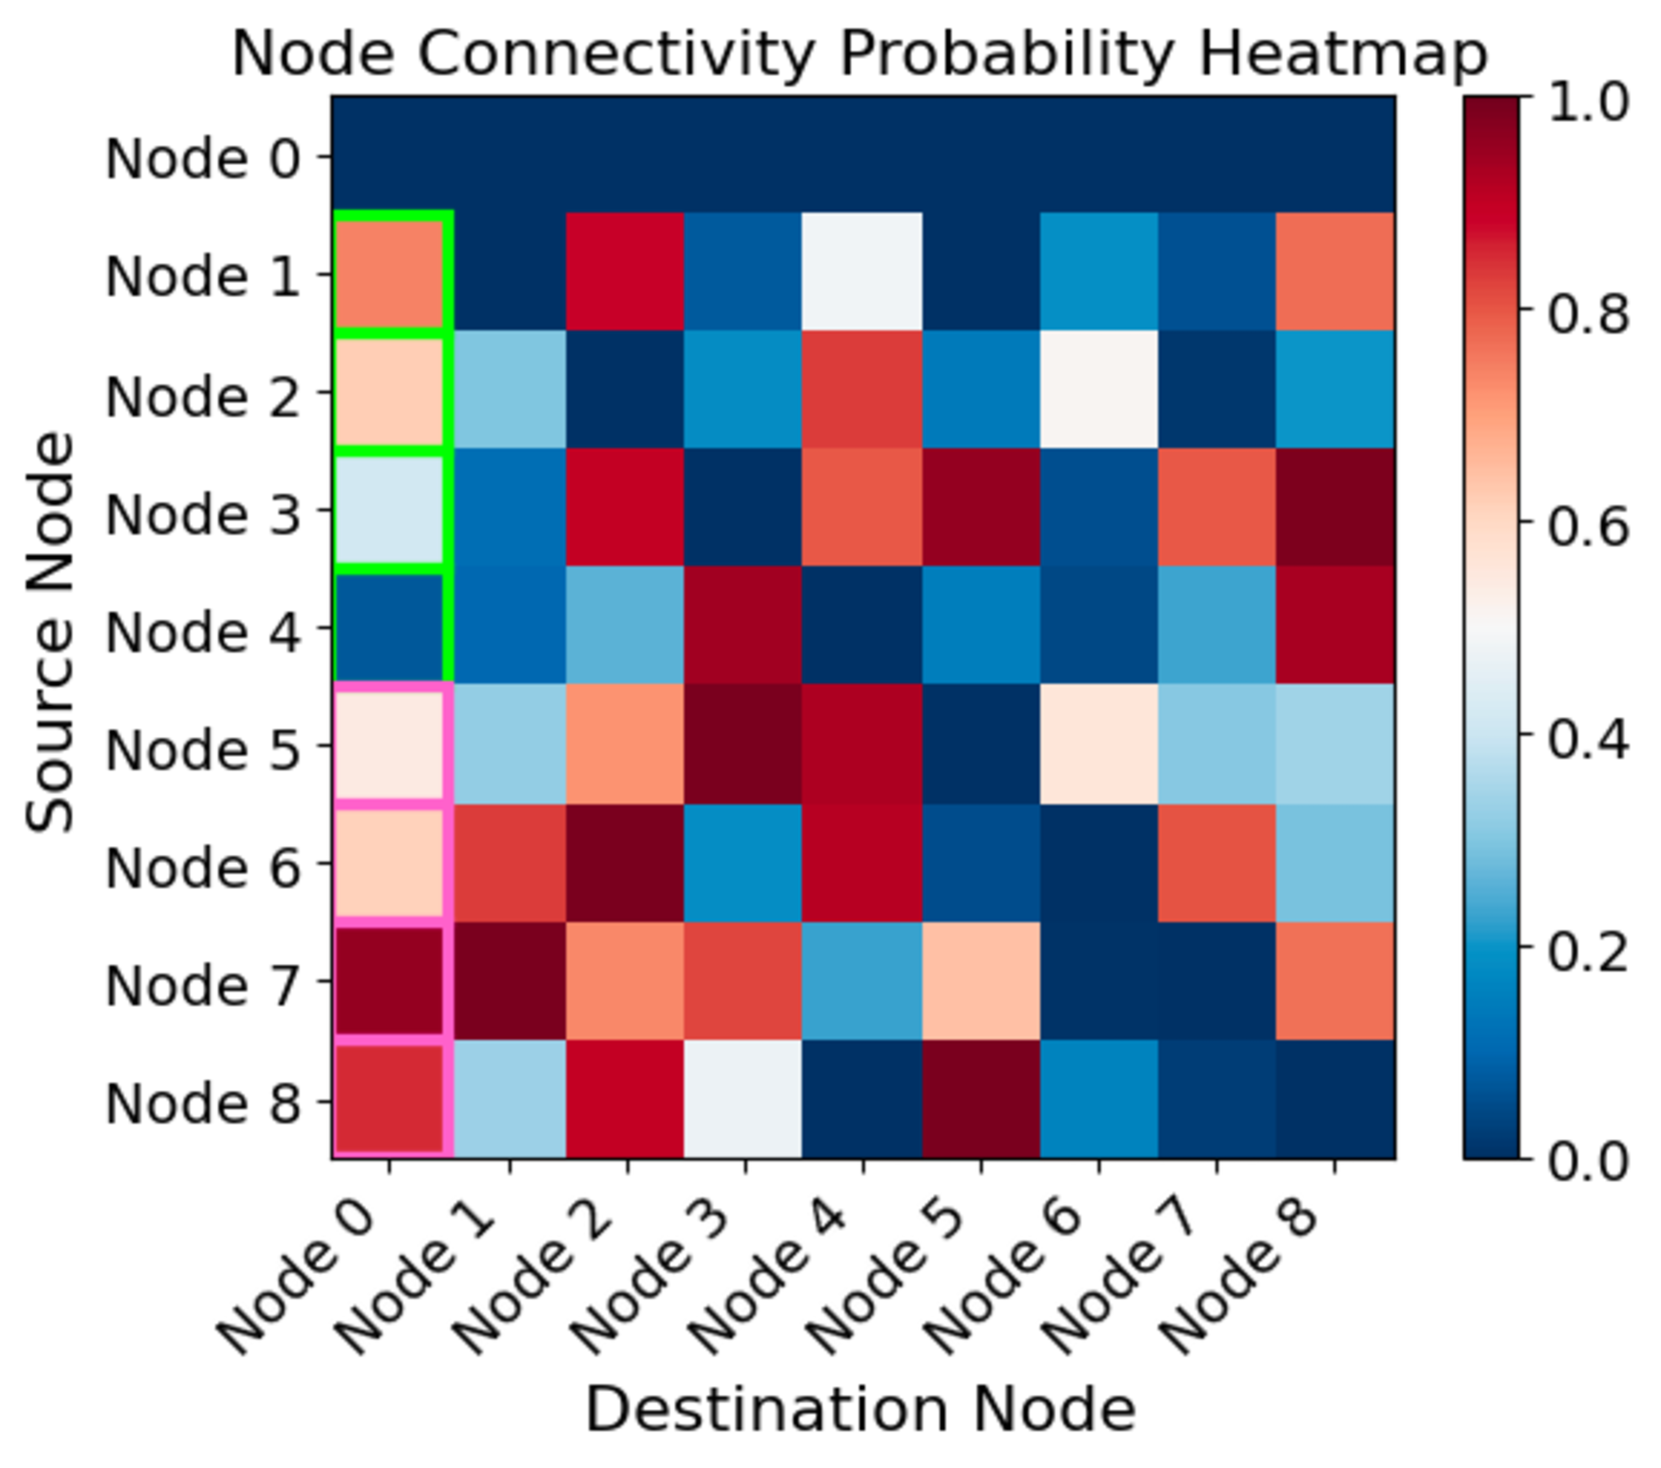 Node Connectivity Probability Heatmap
Source Node
Node 0
Node 1
Node 2
Node 3
Node 4
Node 5
Node 6
Node 7
Node 8
Node 0
Node 1
Node 2
Node 3
Node 4
Node 5
Node 6
Node 7
Node 8
Destination Node
1.0
0.8
0.6
0.4
0.2
0.0